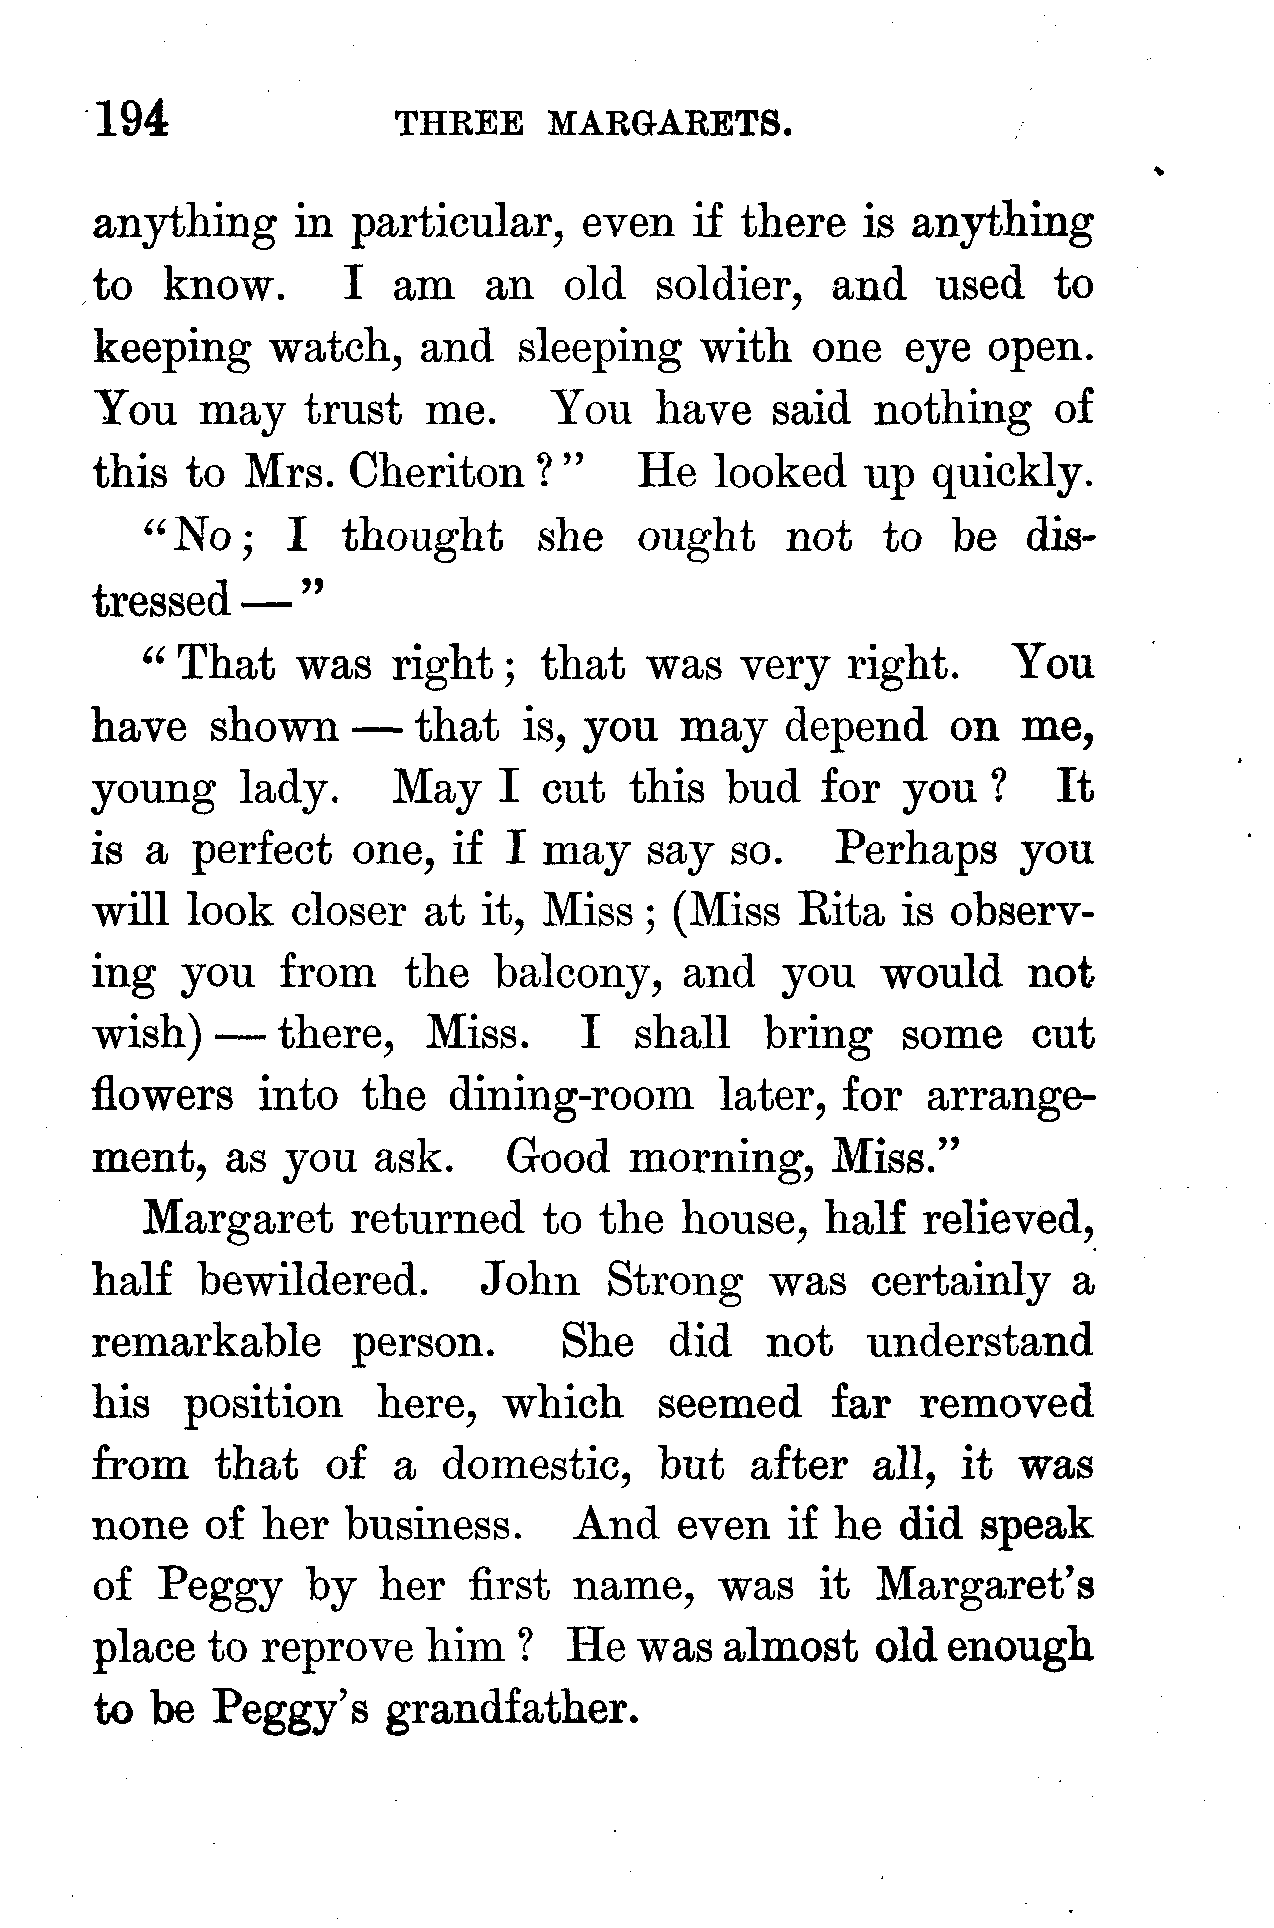 194 THREE MARGARETS.
anything in particular, even if there is anything
to know. I am an old soldier, and used to
keeping watch, and sleeping with one eye open.
You may trust me. You have said nothing of
this to Mrs. Cheriton?" He looked up quickly.
"No; I thought she ought not to be dis-
tressed — "
"That was right; that was very right. You
have shown — that is, you may depend on me,
young lady. May I cut this bud for you? It
is a perfect one, if I may say so. Perhaps you
will look closer at it, Miss; (Miss Rita is observ-
ing you from the balcony, and you would not
wish) — there, Miss. I shall bring some cut
flowers into the dining-room later, for arrange-
ment, as you ask. Good morning, Miss."
Margaret returned to the house, half relieved,
half bewildered. John Strong was certainly a
remarkable person. She did not understand
his position here, which seemed far removed
from that of a domestic, but after all, it was
none of her business. And even if he did speak
of Peggy by her first name, was it Margaret's
place to reprove him? He was almost old enough
to be Peggy's grandfather.